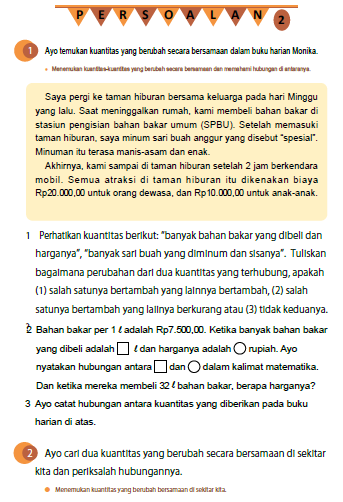 PERSOALAN 2
1 Ayo temukan kuantitas yang berubah secara bersamaan dalam buku harian Monika.
● Menemukan kuantitas-kuantitas yang berubah secara bersamaan dan memahami hubungan di antaranya.
Saya pergi ke taman hiburan bersama keluarga pada hari Minggu
yang lalu. Saat meninggalkan rumah, kami membeli bahan bakar di
stasiun pengisian bahan bakar umum (SPBU). Setelah memasuki
taman hiburan, saya minum sari buah anggur yang disebut “spesial”.
Minuman itu terasa manis-asam dan enak.
Akhirnya, kami sampai di taman hiburan setelah 2 jam berkendara
mobil. Semua atraksi di taman hiburan itu dikenakan biaya
Rp20.000,00 untuk orang dewasa, dan Rp10.000,00 untuk anak-anak.
1 Perhatikan kuantitas berikut: “banyak bahan bakar yang dibeli dan
harganya”, “banyak sari buah yang diminum dan sisanya”. Tuliskan
bagaimana perubahan dari dua kuantitas yang terhubung, apakah
(1) salah satunya bertambah yang lainnya bertambah, (2) salah
satunya bertambah yang lainnya berkurang atau (3) tidak keduanya.
2 Bahan bakar per 1 ℓ adalah Rp7.500,00. Ketika banyak bahan bakar
yang dibeli adalah □ ℓ dan harganya adalah ○ rupiah. Ayo
nyatakan hubungan antara □ dan ○ dalam kalimat matematika.
Dan ketika mereka membeli 32 ℓ bahan bakar, berapa harganya?
3 Ayo catat hubungan antara kuantitas yang diberikan pada buku
harian di atas.
2 Ayo cari dua kuantitas yang berubah secara bersamaan di sekitar
kita dan periksalah hubungannya.
● Menemukan kuantitas yang berubah bersamaan di sekitar kita.